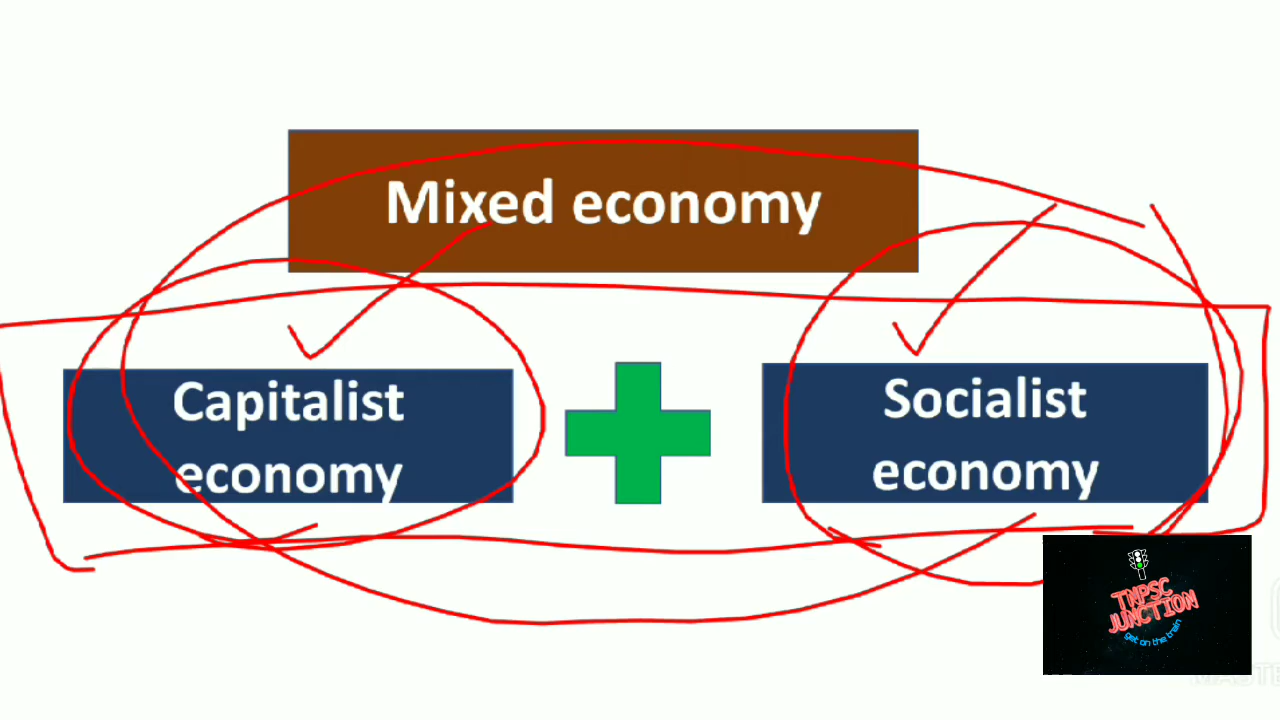 Mixed economy
Capitalist
economy
Socialist
economy
TNPSC
JUNCTION
get on the train